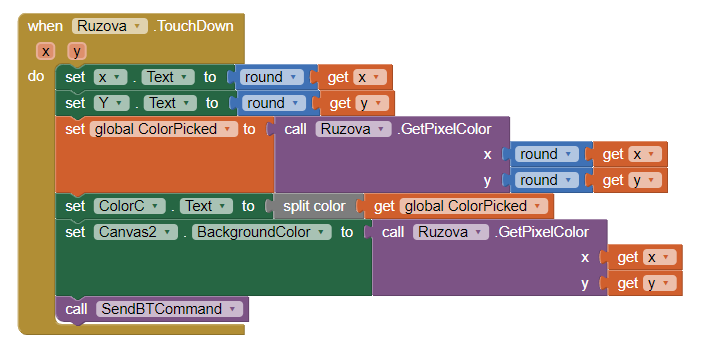 when Ruzova .TouchDown
x y
do set x . Text to round get x
set Y . Text to round get y
set global ColorPicked to call Ruzova .GetPixelColor
x round get x
y round get y
set ColorC . Text to split color get global ColorPicked
set Canvas2 . BackgroundColor to call Ruzova .GetPixelColor
x get x
y get y
call SendBTCommand